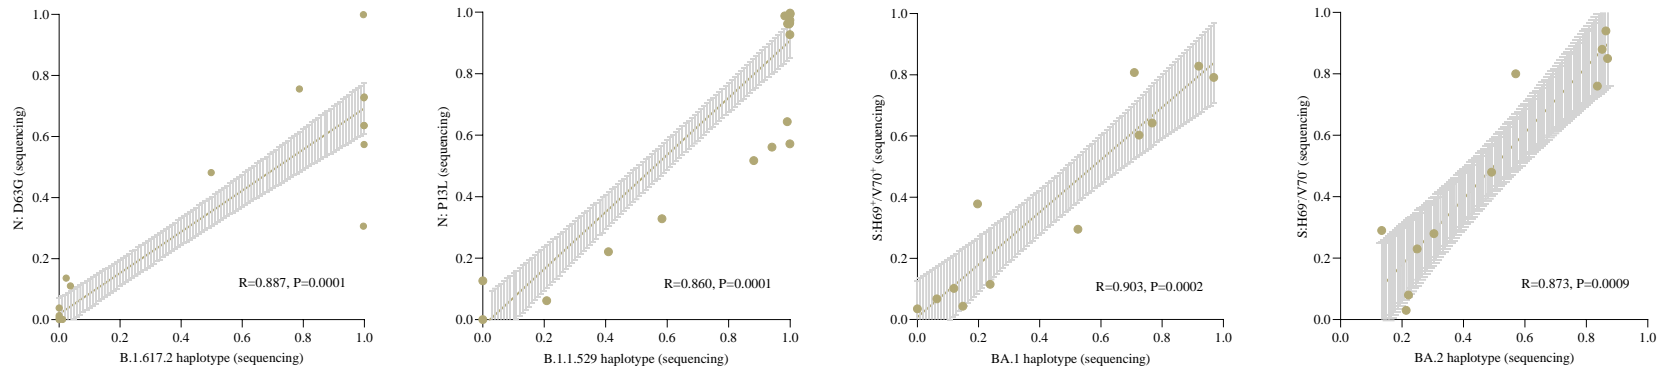 N: D63G (sequencing)
1.0
0.8
0.6
0.4
0.2
0.0
R=0.887, P=0.0001
0.0 0.2 0.4 0.6 0.8 1.0
B.1.617.2 haplotype (sequencing)
N: P13L (sequencing)
1.0
0.8
0.6
0.4
0.2
0.0
R=0.860, P=0.0001
0.0 0.2 0.4 0.6 0.8 1.0
B.1.1.529 haplotype (sequencing)
S:H69+/V70+ (sequencing)
1.0
0.8
0.6
0.4
0.2
0.0
R=0.903, P=0.0002
0.0 0.2 0.4 0.6 0.8 1.0
BA.1 haplotype (sequencing)
S:H69-/V70- (sequencing)
1.0
0.8
0.6
0.4
0.2
0.0
R=0.873, P=0.0009
0.0 0.2 0.4 0.6 0.8 1.0
BA.2 haplotype (sequencing)